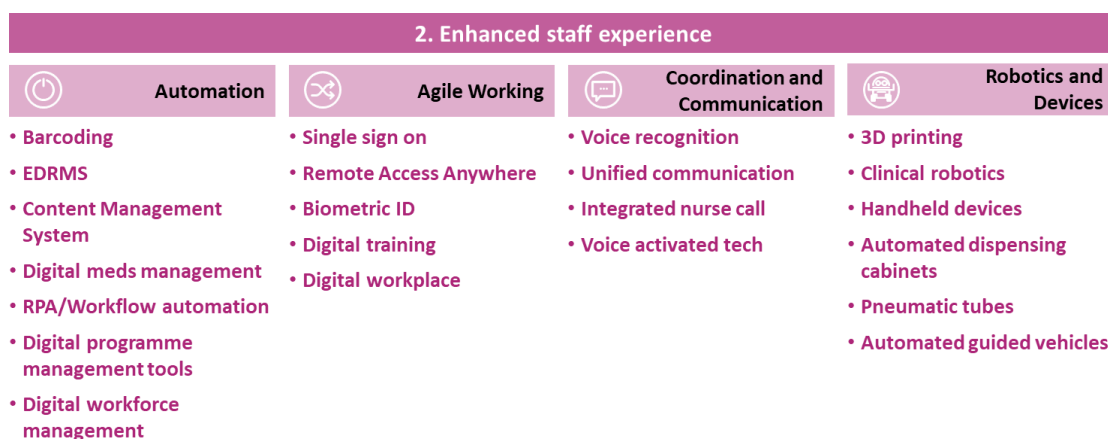 2. Enhanced staff experience
Automation
• Barcoding
• EDRMS
• Content Management
System
• Digital meds management
• RPA/Workflow automation
• Digital programme
management tools
• Digital workforce
management
Agile Working
• Single sign on
• Remote Access Anywhere
• Biometric ID
• Digital training
• Digital workplace
Coordination and
Communication
• Voice recognition
• Unified communication
• Integrated nurse call
• Voice activated tech
Robotics and
Devices
• 3D printing
• Clinical robotics
• Handheld devices
• Automated dispensing
cabinets
• Pneumatic tubes
• Automated guided vehicles